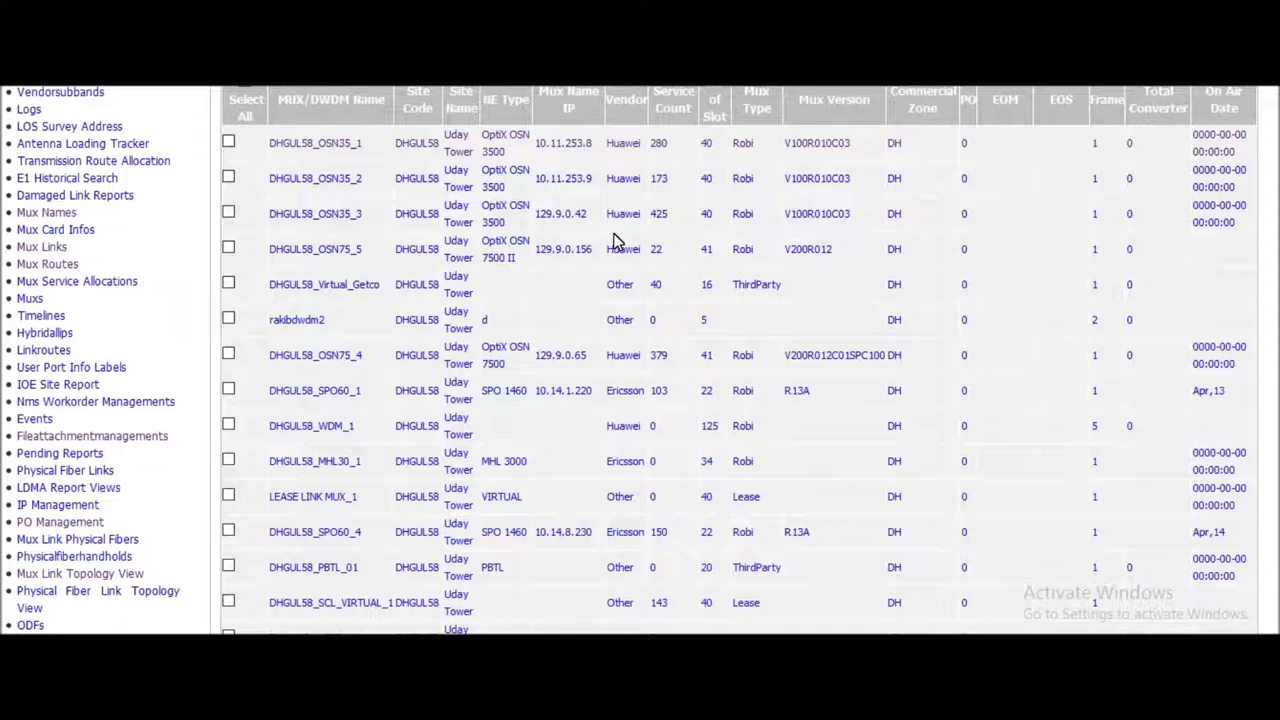 Vendorsubbands
Logs
LOS Survey Address
Antenna Loading Tracker
Transmission Route Allocation
E1 Historical Search
Damaged Link Reports
Mux Names
Mux Card Infos
Mux Links
Mux Routes
Mux Service Allocations
Muxs
Timelines
Hybridallips
Linkroutes
User Port Info Labels
IOE Site Report
Nms Workorder Managements
Events
Fileattachmentmanagements
Pending Reports
Physical Fiber Links
LDMA Report Views
IP Management
PO Management
Mux Link Physical Fibers
Physicalfiberhandholds
Mux Link Topology View
Physical Fiber Link Topology
View
ODFs
Select All MUX/DWDM Name Site Code Site Name NE Type Mux Name IP Vendor Service Count of Slot Mux Type Mux Version Commercial Zone PO EOM EOS Frame Total Converter On Air Date
DHGUL58_OSN35_1 DHGUL58 Uday Tower OptiX OSN 3500 10.11.253.8 Huawei 280 40 Robi V100R010C03 DH 0 1 0 0000-00-00 00:00:00
DHGUL58_OSN35_2 DHGUL58 Uday Tower OptiX OSN 3500 10.11.253.9 Huawei 173 40 Robi V100R010C03 DH 0 1 0 0000-00-00 00:00:00
DHGUL58_OSN35_3 DHGUL58 Uday Tower OptiX OSN 3500 129.9.0.42 Huawei 425 40 Robi V100R010C03 DH 0 1 0 0000-00-00 00:00:00
DHGUL58_OSN75_5 DHGUL58 Uday Tower OptiX OSN 7500 II 129.9.0.156 Huawei 22 41 Robi V200R012 DH 0 1 0
DHGUL58_Virtual_Getco DHGUL58 Uday Tower Other 40 16 ThirdParty DH 0 1 0
rakibdwdm2 DHGUL58 Uday Tower d Other 0 5 DH 0 2 0
DHGUL58_OSN75_4 DHGUL58 Uday Tower OptiX OSN 7500 129.9.0.65 Huawei 379 41 Robi V200R012C01SPC100 DH 0 1 0 0000-00-00 00:00:00
DHGUL58_SPO60_1 DHGUL58 Uday Tower SPO 1460 10.14.1.220 Ericsson 103 22 Robi R13A DH 0 1 Apr,13
DHGUL58_WDM_1 DHGUL58 Uday Tower Huawei 0 125 Robi DH 0 5 0
DHGUL58_MHL30_1 DHGUL58 Uday Tower MHL 3000 Ericsson 0 34 Robi DH 0 1 0000-00-00 00:00:00
LEASE LINK MUX_1 DHGUL58 Uday Tower VIRTUAL Other 0 40 Lease DH 0 1 0000-00-00 00:00:00
DHGUL58_SPO60_4 DHGUL58 Uday Tower SPO 1460 10.14.8.230 Ericsson 150 22 Robi R13A DH 0 1 Apr,14
DHGUL58_PBTL_01 DHGUL58 Uday Tower PBTL Other 0 20 ThirdParty DH 0 1 0 0000-00-00 00:00:00
DHGUL58_SCL_VIRTUAL_1 DHGUL58 Uday Tower Other 143 40 Lease DH 0 1
Uday
Activate Windows
Go to Settings to activate Windows.